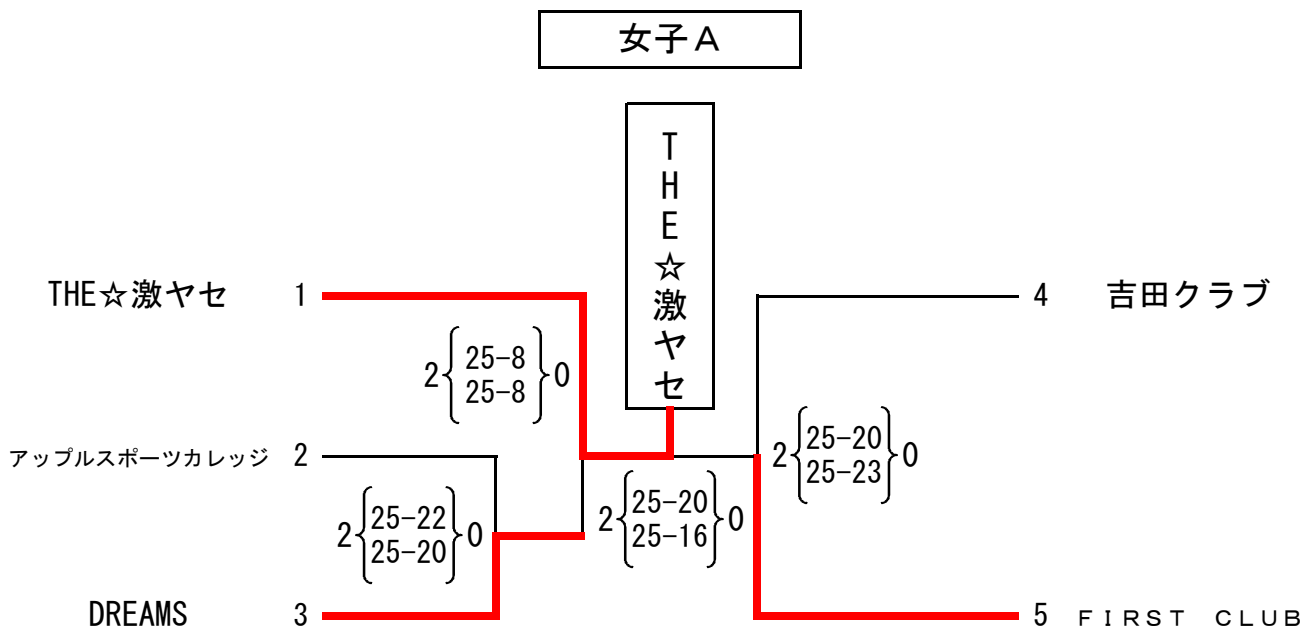 女子Ａ
THE☆激ヤセ
THE☆激ヤセ 1
4 吉田クラブ
2{25-8}0
25-8
アップルスポーツカレッジ 2
2{25-20}0
25-23
2{25-22}0
25-20
2{25-20}0
25-16
DREAMS 3
5 ＦＩＲＳＴ　ＣＬＵＢ